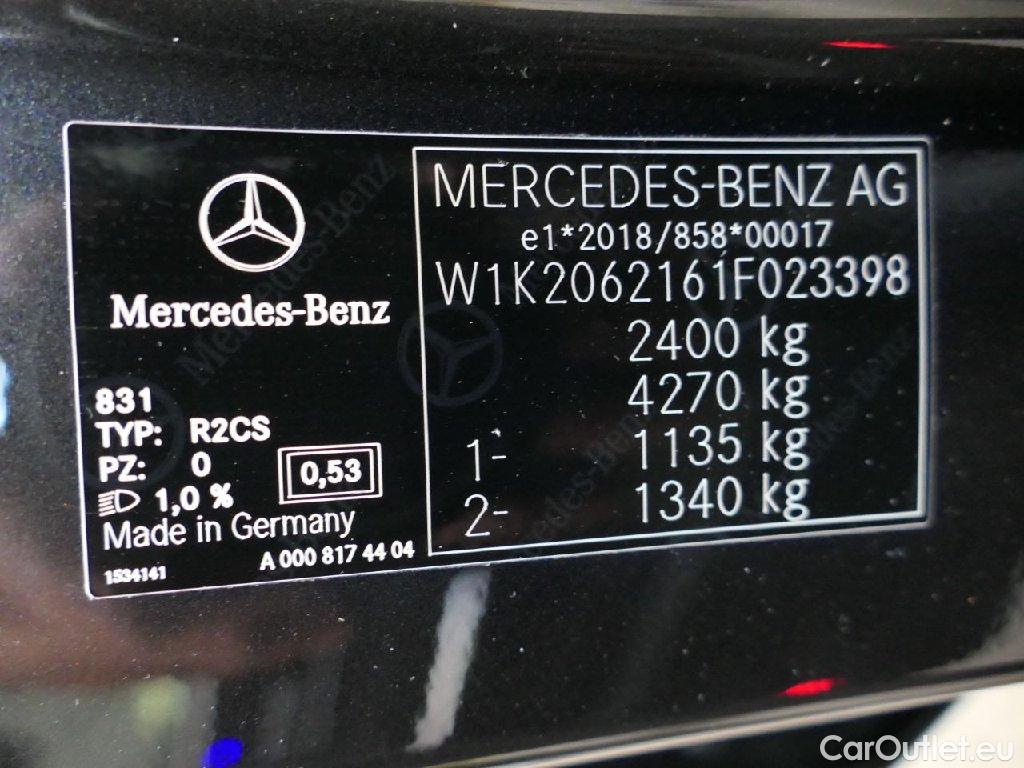 Mercedes-Benz
831
TYP: R2CS
PZ: 0
1,0 %
0,53
Made in Germany
A 000 817 44 04
1534141
MERCEDES-BENZ AG
e1*2018/858*00017
W1K2062161F023398
2400 kg
4270 kg
1- 1135 kg
2- 1340 kg
CarOutlet.eu